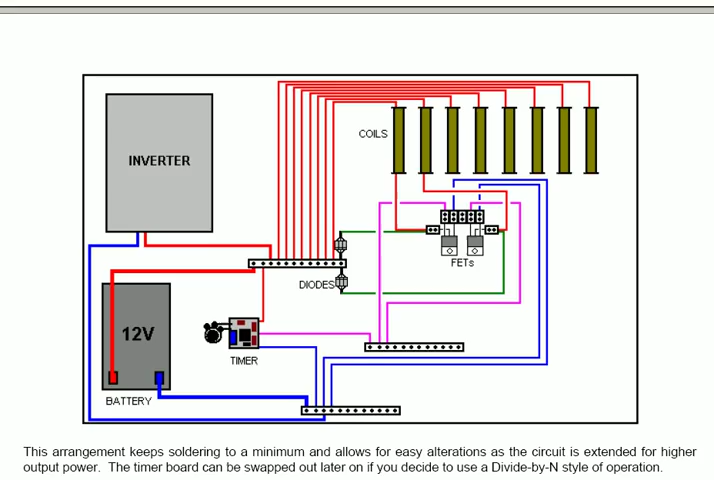 COILS
INVERTER
FETs
DIODES
12V
TIMER
BATTERY
This arrangement keeps soldering to a minimum and allows for easy alterations as the circuit is extended for higher
output power.  The timer board can be swapped out later on if you decide to use a Divide-by-N style of operation.